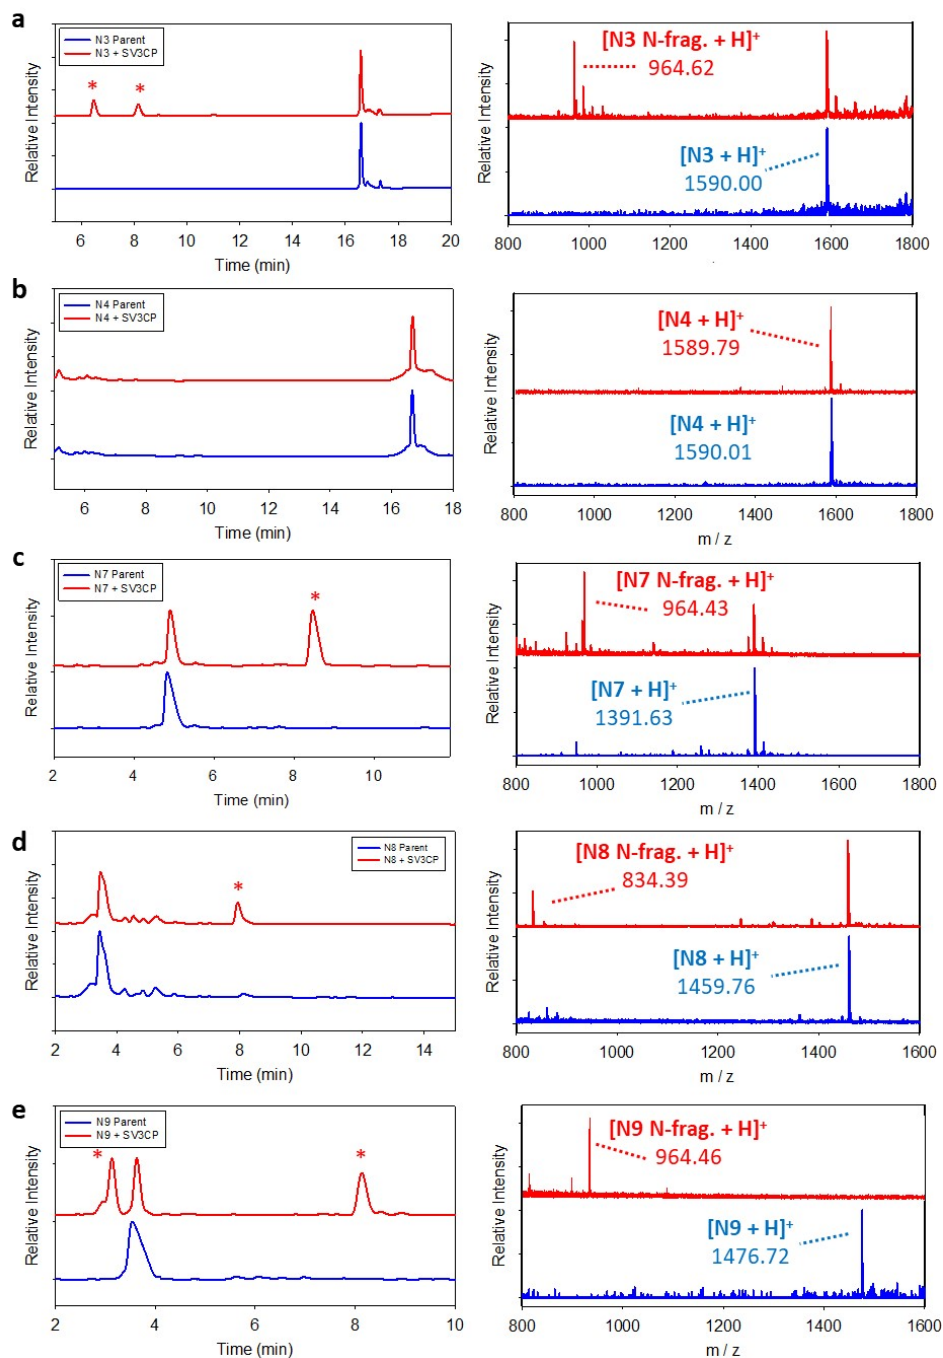 a
N3 Parent
N3 + SV3CP
*
*
Relative Intensity
6 8 10 12 14 16 18 20
Time (min)
[N3 N-frag. + H]+
964.62
[N3 + H]+
1590.00
Relative Intensity
800 1000 1200 1400 1600 1800
b
N4 Parent
N4 + SV3CP
Relative Intensity
6 8 10 12 14 16 18
Time (min)
[N4 + H]+
1589.79
[N4 + H]+
1590.01
Relative Intensity
800 1000 1200 1400 1600 1800
m / z
c
N7 Parent
N7 + SV3CP
*
Relative Intensity
2 4 6 8 10
Time (min)
[N7 N-frag. + H]+
964.43
[N7 + H]+
1391.63
Relative Intensity
800 1000 1200 1400 1600 1800
m / z
d
N8 Parent
N8 + SV3CP
*
Relative Intensity
2 4 6 8 10 12 14
Time (min)
[N8 N-frag. + H]+
834.39
[N8 + H]+
1459.76
Relative Intensity
800 1000 1200 1400 1600
m / z
e
N9 Parent
N9 + SV3CP
*
*
Relative Intensity
2 4 6 8 10
Time (min)
[N9 N-frag. + H]+
964.46
[N9 + H]+
1476.72
Relative Intensity
800 1000 1200 1400 1600
m / z